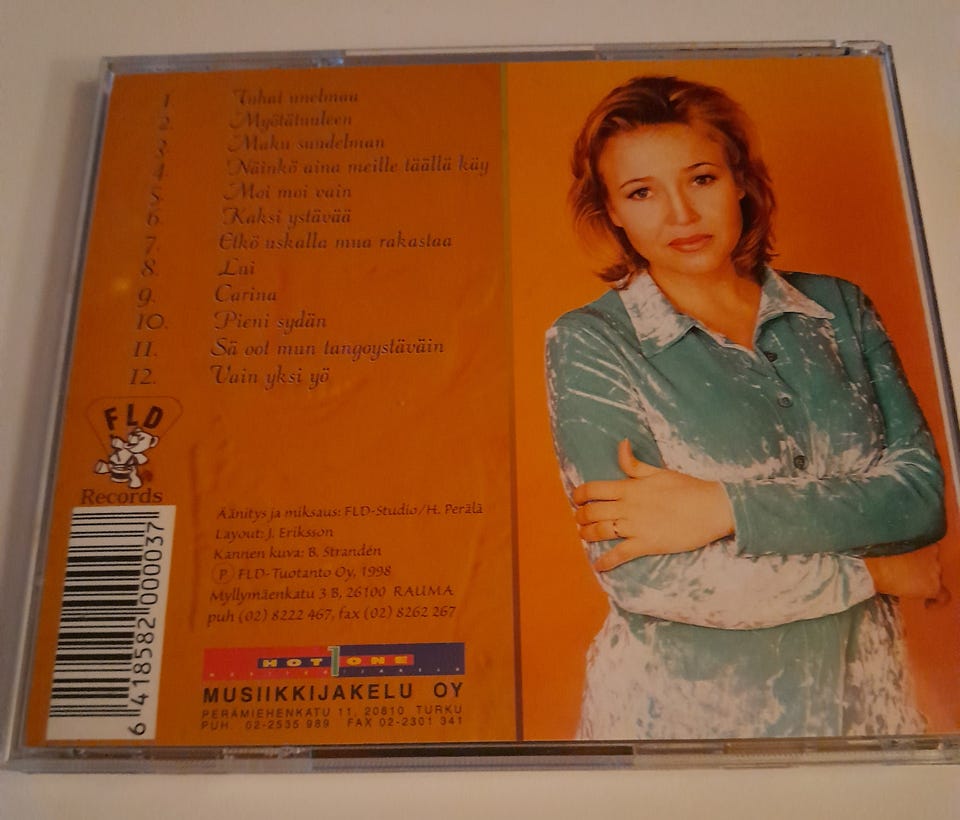 1. Tuhat unelmaa
2. Myötätuuleen
3. Maku suudelman
4. Näinkö aina meille täällä käy
5. Moi moi vain
6. Kaksi ystävää
7. Etkö uskalla mua rakastaa
8. Lai
9. Carina
10. Pieni sydän
11. Sä oot mun tangoystäväin
12. Vain yksi yö
FLD
Records
Äänitys ja miksaus: FLD-Studio/H. Perälä
Layout: J. Eriksson
Kannen kuva: B. Strandén
Ⓟ FLD-Tuotanto Oy, 1998
Myllymäenkatu 3 B, 26100 RAUMA
puh (02) 8222 467, fax (02) 8262 267
6 418582 000037
HOT 1 ONE
MUSIIKKIJAKELU OY
PERÄMIEHENKATU 11, 20810 TURKU
PUH. 02-2535 989 FAX 02-2301 341